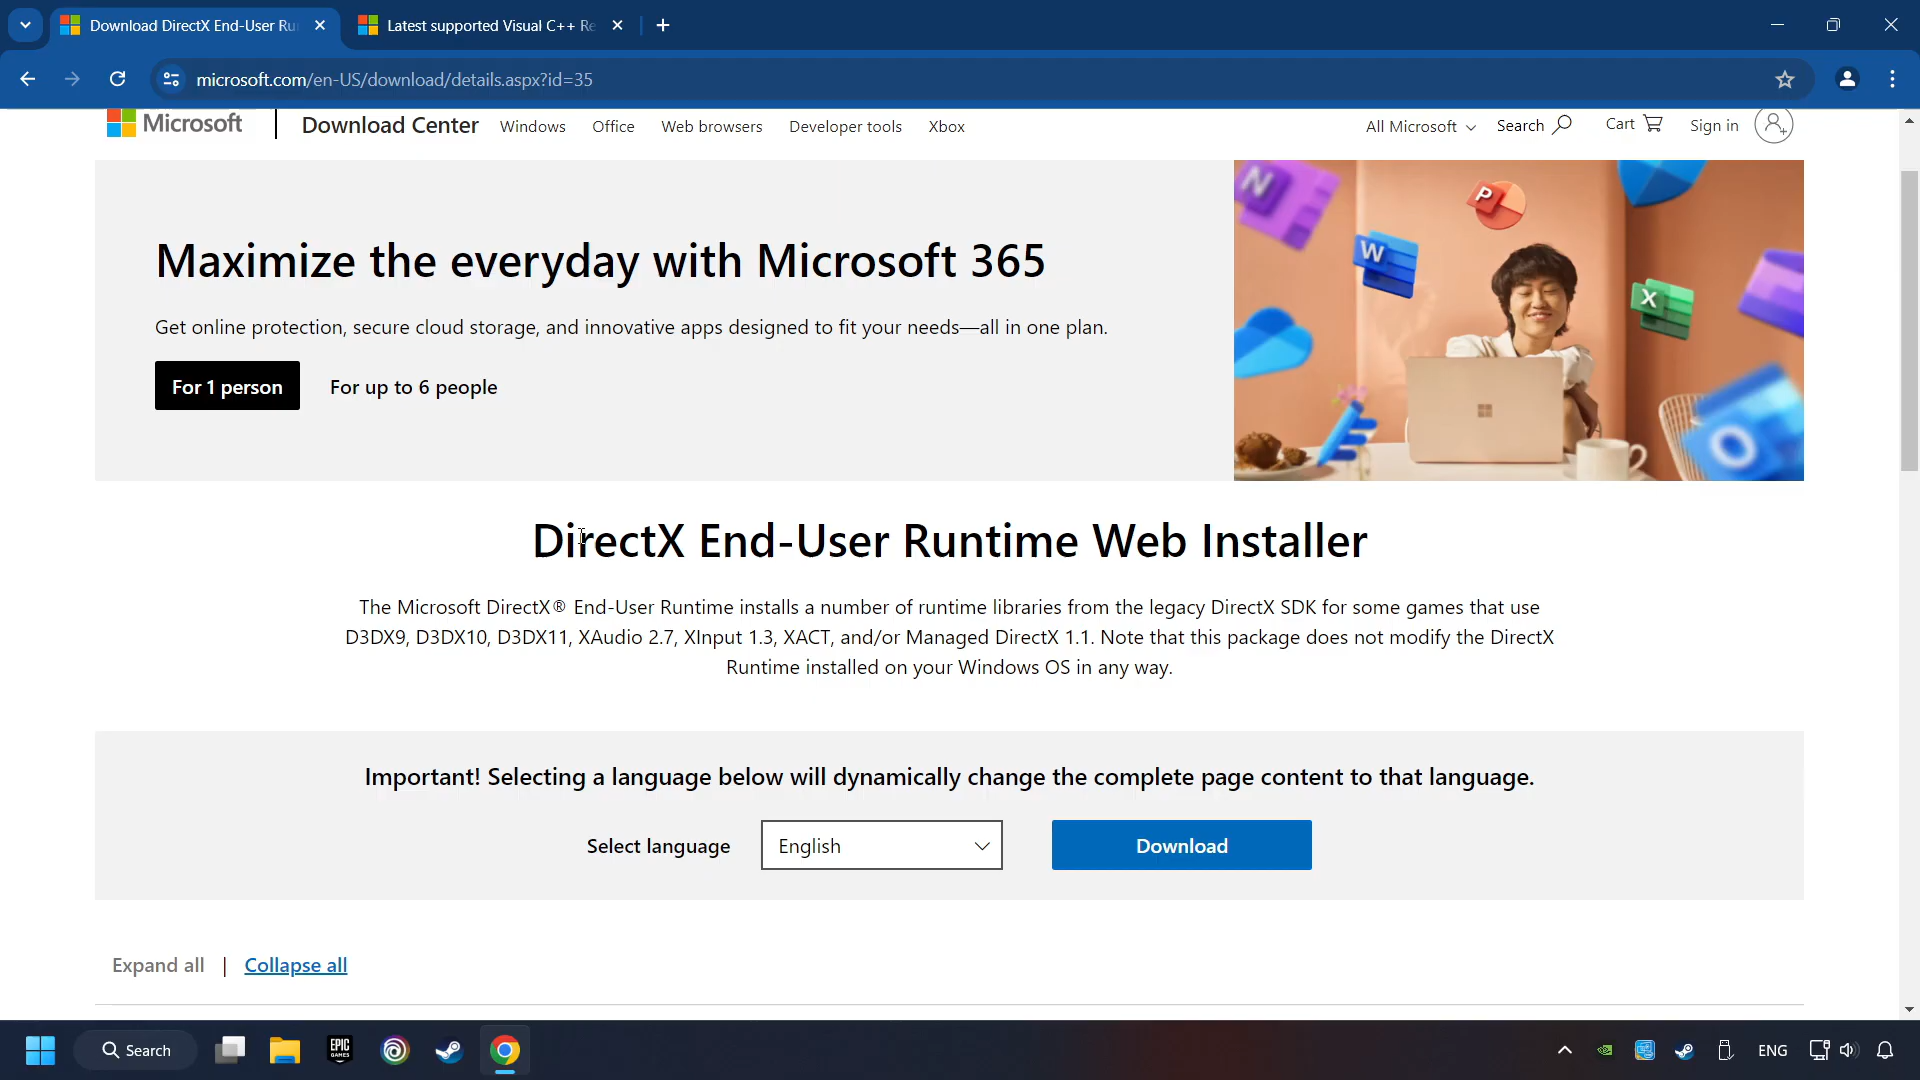 Download DirectX End-User Ru
Latest supported Visual C++ Re
microsoft.com/en-US/download/details.aspx?id=35
Microsoft
Download Center
Windows
Office
Web browsers
Developer tools
Xbox
All Microsoft
Search
Cart
Sign in
Maximize the everyday with Microsoft 365
Get online protection, secure cloud storage, and innovative apps designed to fit your needs—all in one plan.
For 1 person
For up to 6 people
N
P
W
X
O
DirectX End-User Runtime Web Installer
The Microsoft DirectX® End-User Runtime installs a number of runtime libraries from the legacy DirectX SDK for some games that use
D3DX9, D3DX10, D3DX11, XAudio 2.7, XInput 1.3, XACT, and/or Managed DirectX 1.1. Note that this package does not modify the DirectX
Runtime installed on your Windows OS in any way.
Important! Selecting a language below will dynamically change the complete page content to that language.
Select language
English
Download
Expand all | Collapse all
Search
EPIC
GAMES
ENG